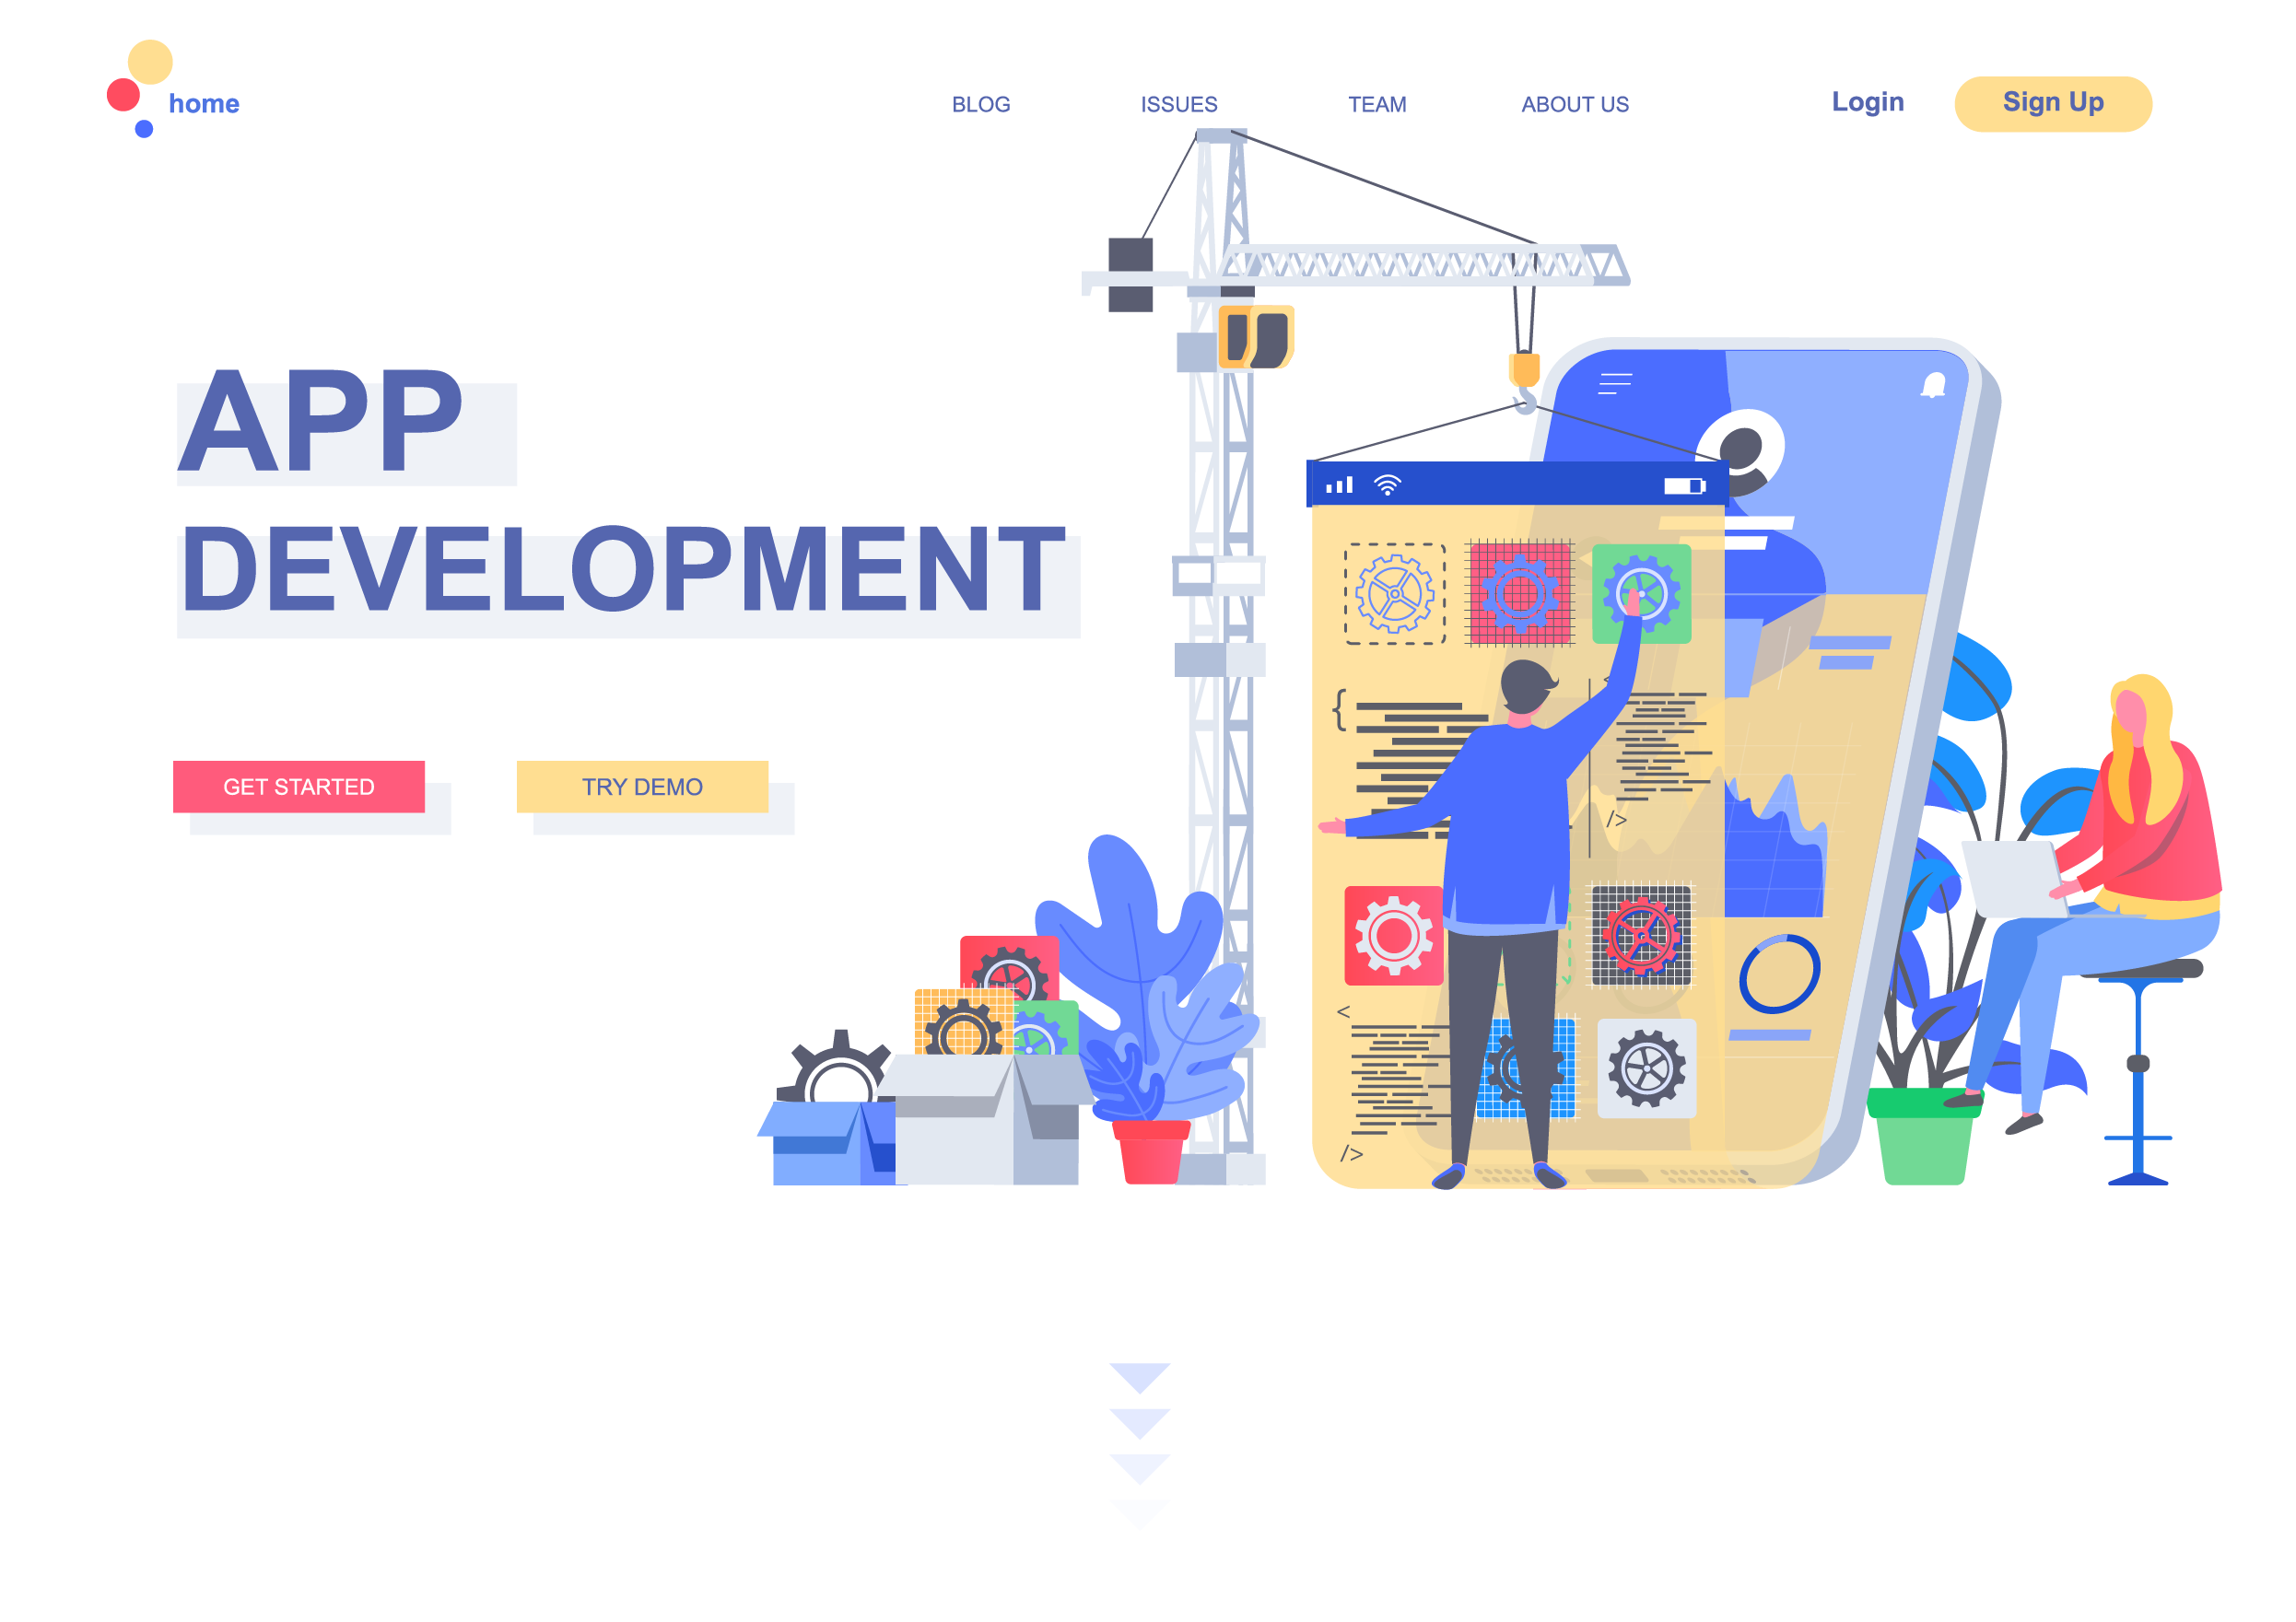 home
BLOG
ISSUES
TEAM
ABOUT US
Login
Sign Up
APP
DEVELOPMENT
GET STARTED
TRY DEMO
{
<
/>
<
/>